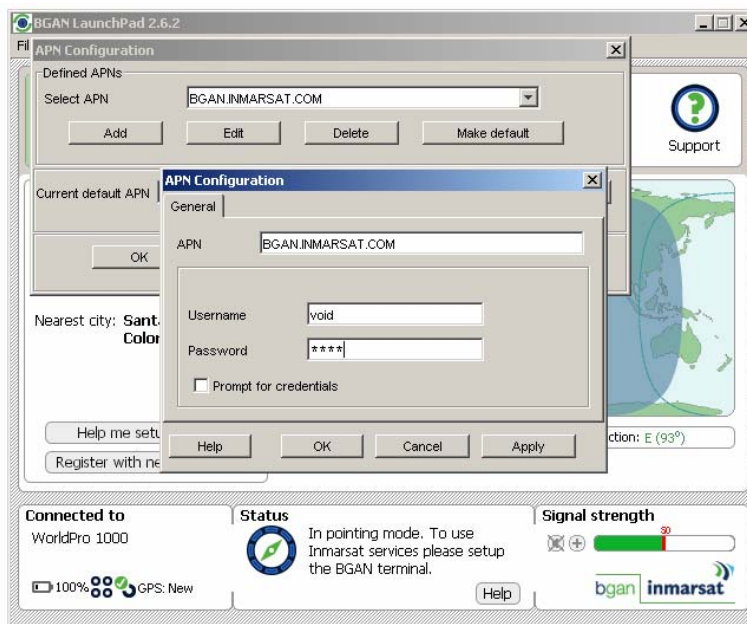 BGAN LaunchPad 2.6.2
Fil
APN Configuration
Defined APNs
Select APN
BGAN.INMARSAT.COM
Add
Edit
Delete
Make default
Support
Current default APN
APN Configuration
General
APN
BGAN.INMARSAT.COM
OK
Username
void
Password
****
Prompt for credentials
Nearest city: Sant
Color
Help me setu
Register with ne
Help
OK
Cancel
Apply
ction: E (93°)
Connected to
WorldPro 1000
100%
GPS: New
Status
In pointing mode. To use
Inmarsat services please setup
the BGAN terminal.
Help
Signal strength
50
bgan inmarsat